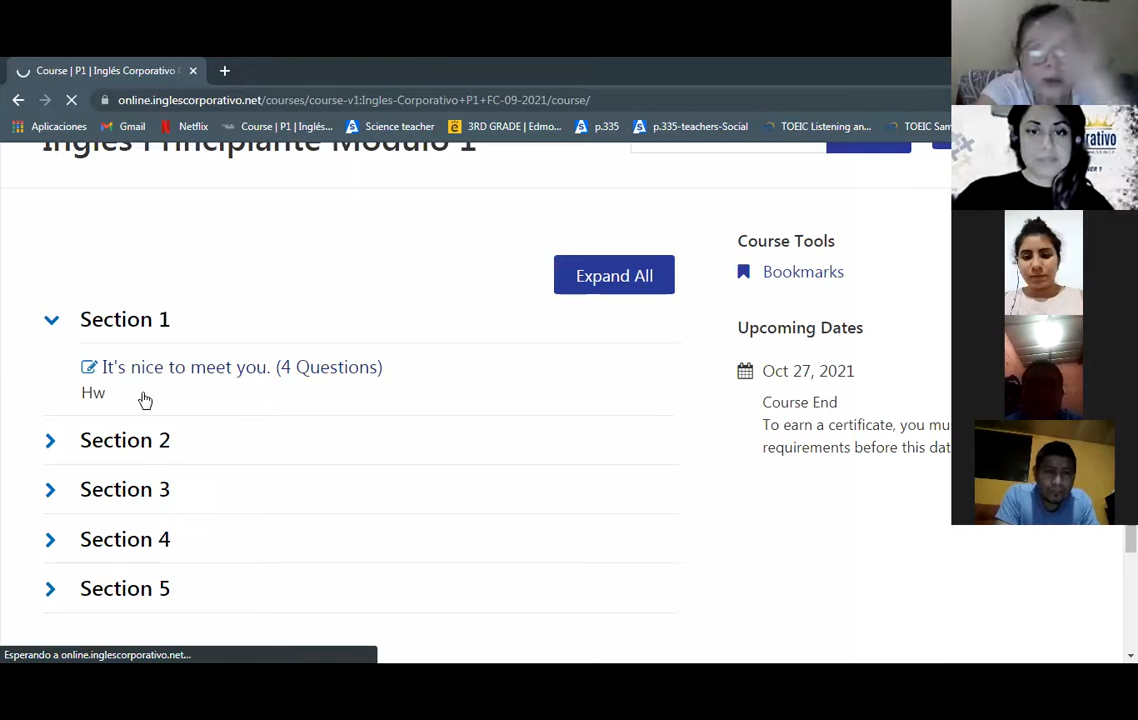 Course | P1 | Inglés Corporativo
online.inglescorporativo.net/courses/course-v1:Ingles-Corporativo+P1+FC-09-2021/course/
Aplicaciones Gmail Netflix Course | P1 | Inglés... Science teacher 3RD GRADE | Edmo... p.335 p.335-teachers-Social TOEIC Listening an... TOEIC Sam
Inglés Principiante Módulo 1
Expand All
Section 1
It's nice to meet you. (4 Questions)
Hw
Section 2
Section 3
Section 4
Section 5
Course Tools
Bookmarks
Upcoming Dates
Oct 27, 2021
Course End
To earn a certificate, you mu
requirements before this dat
Esperando a online.inglescorporativo.net...